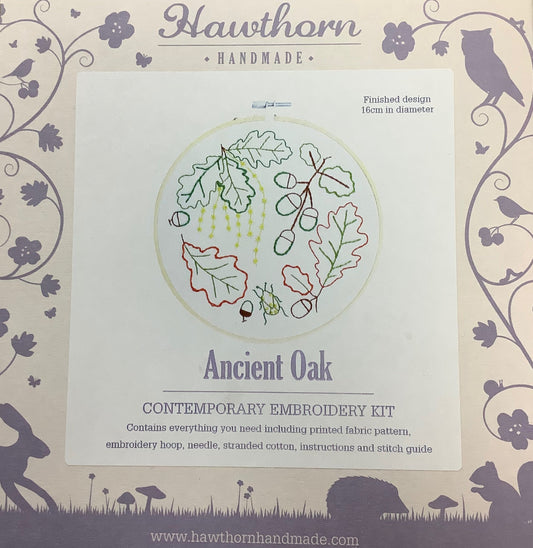 Hawthorn
• HANDMADE •
Finished design
16cm in diameter
Ancient Oak
CONTEMPORARY EMBROIDERY KIT
Contains everything you need including printed fabric pattern,
embroidery hoop, needle, stranded cotton, instructions and stitch guide
www.hawthornhandmade.com